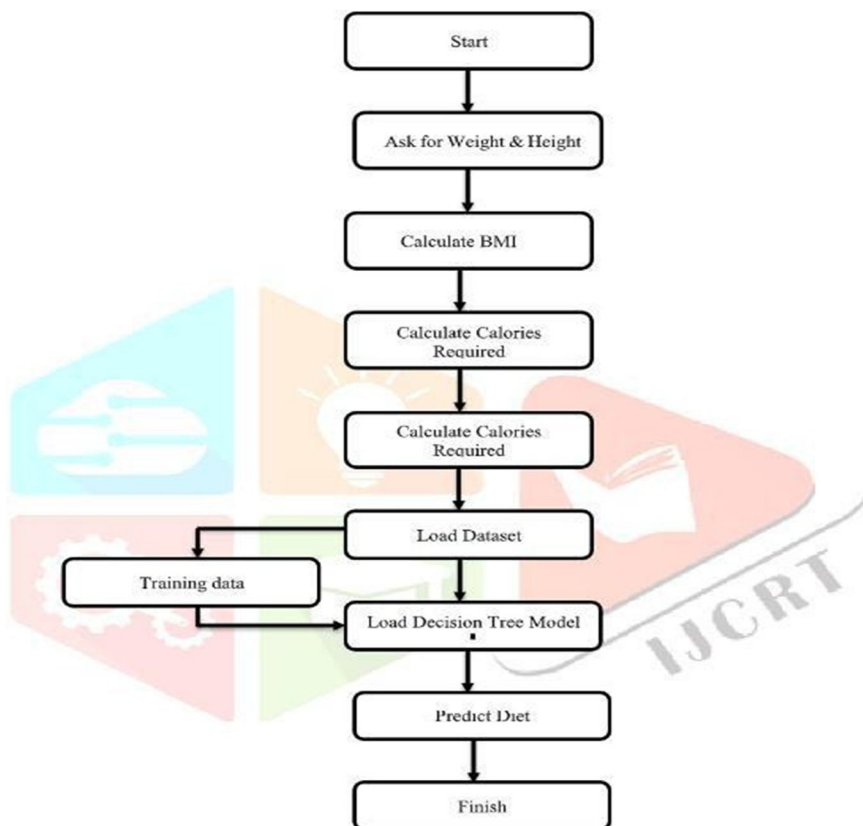 Start
Ask for Weight & Height
Calculate BMI
Calculate Calories
Required
Calculate Calories
Required
Load Dataset
Training data
Load Decision Tree Model
Predict Diet
Finish
IJCRT